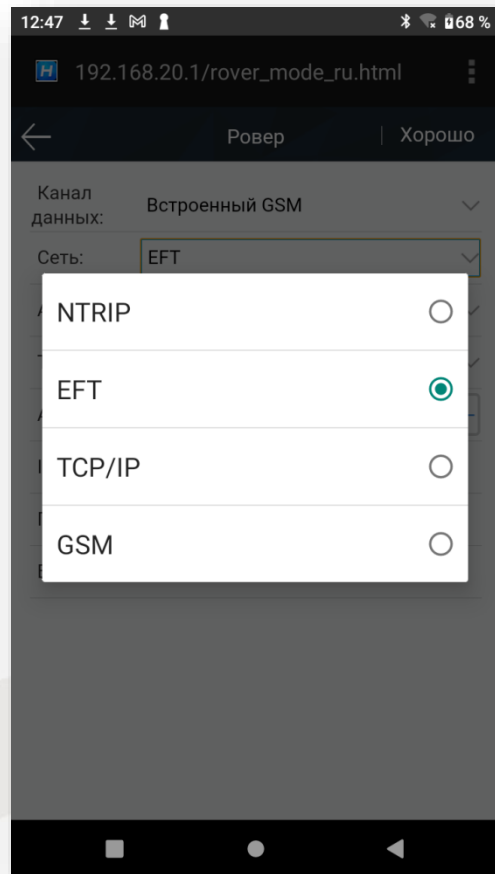 12:47 68 %
H 192.168.20.1/rover_mode_ru.html
Ровер | Хорошо
Канал данных: Встроенный GSM
Сеть: EFT
NTRIP
EFT
TCP/IP
GSM